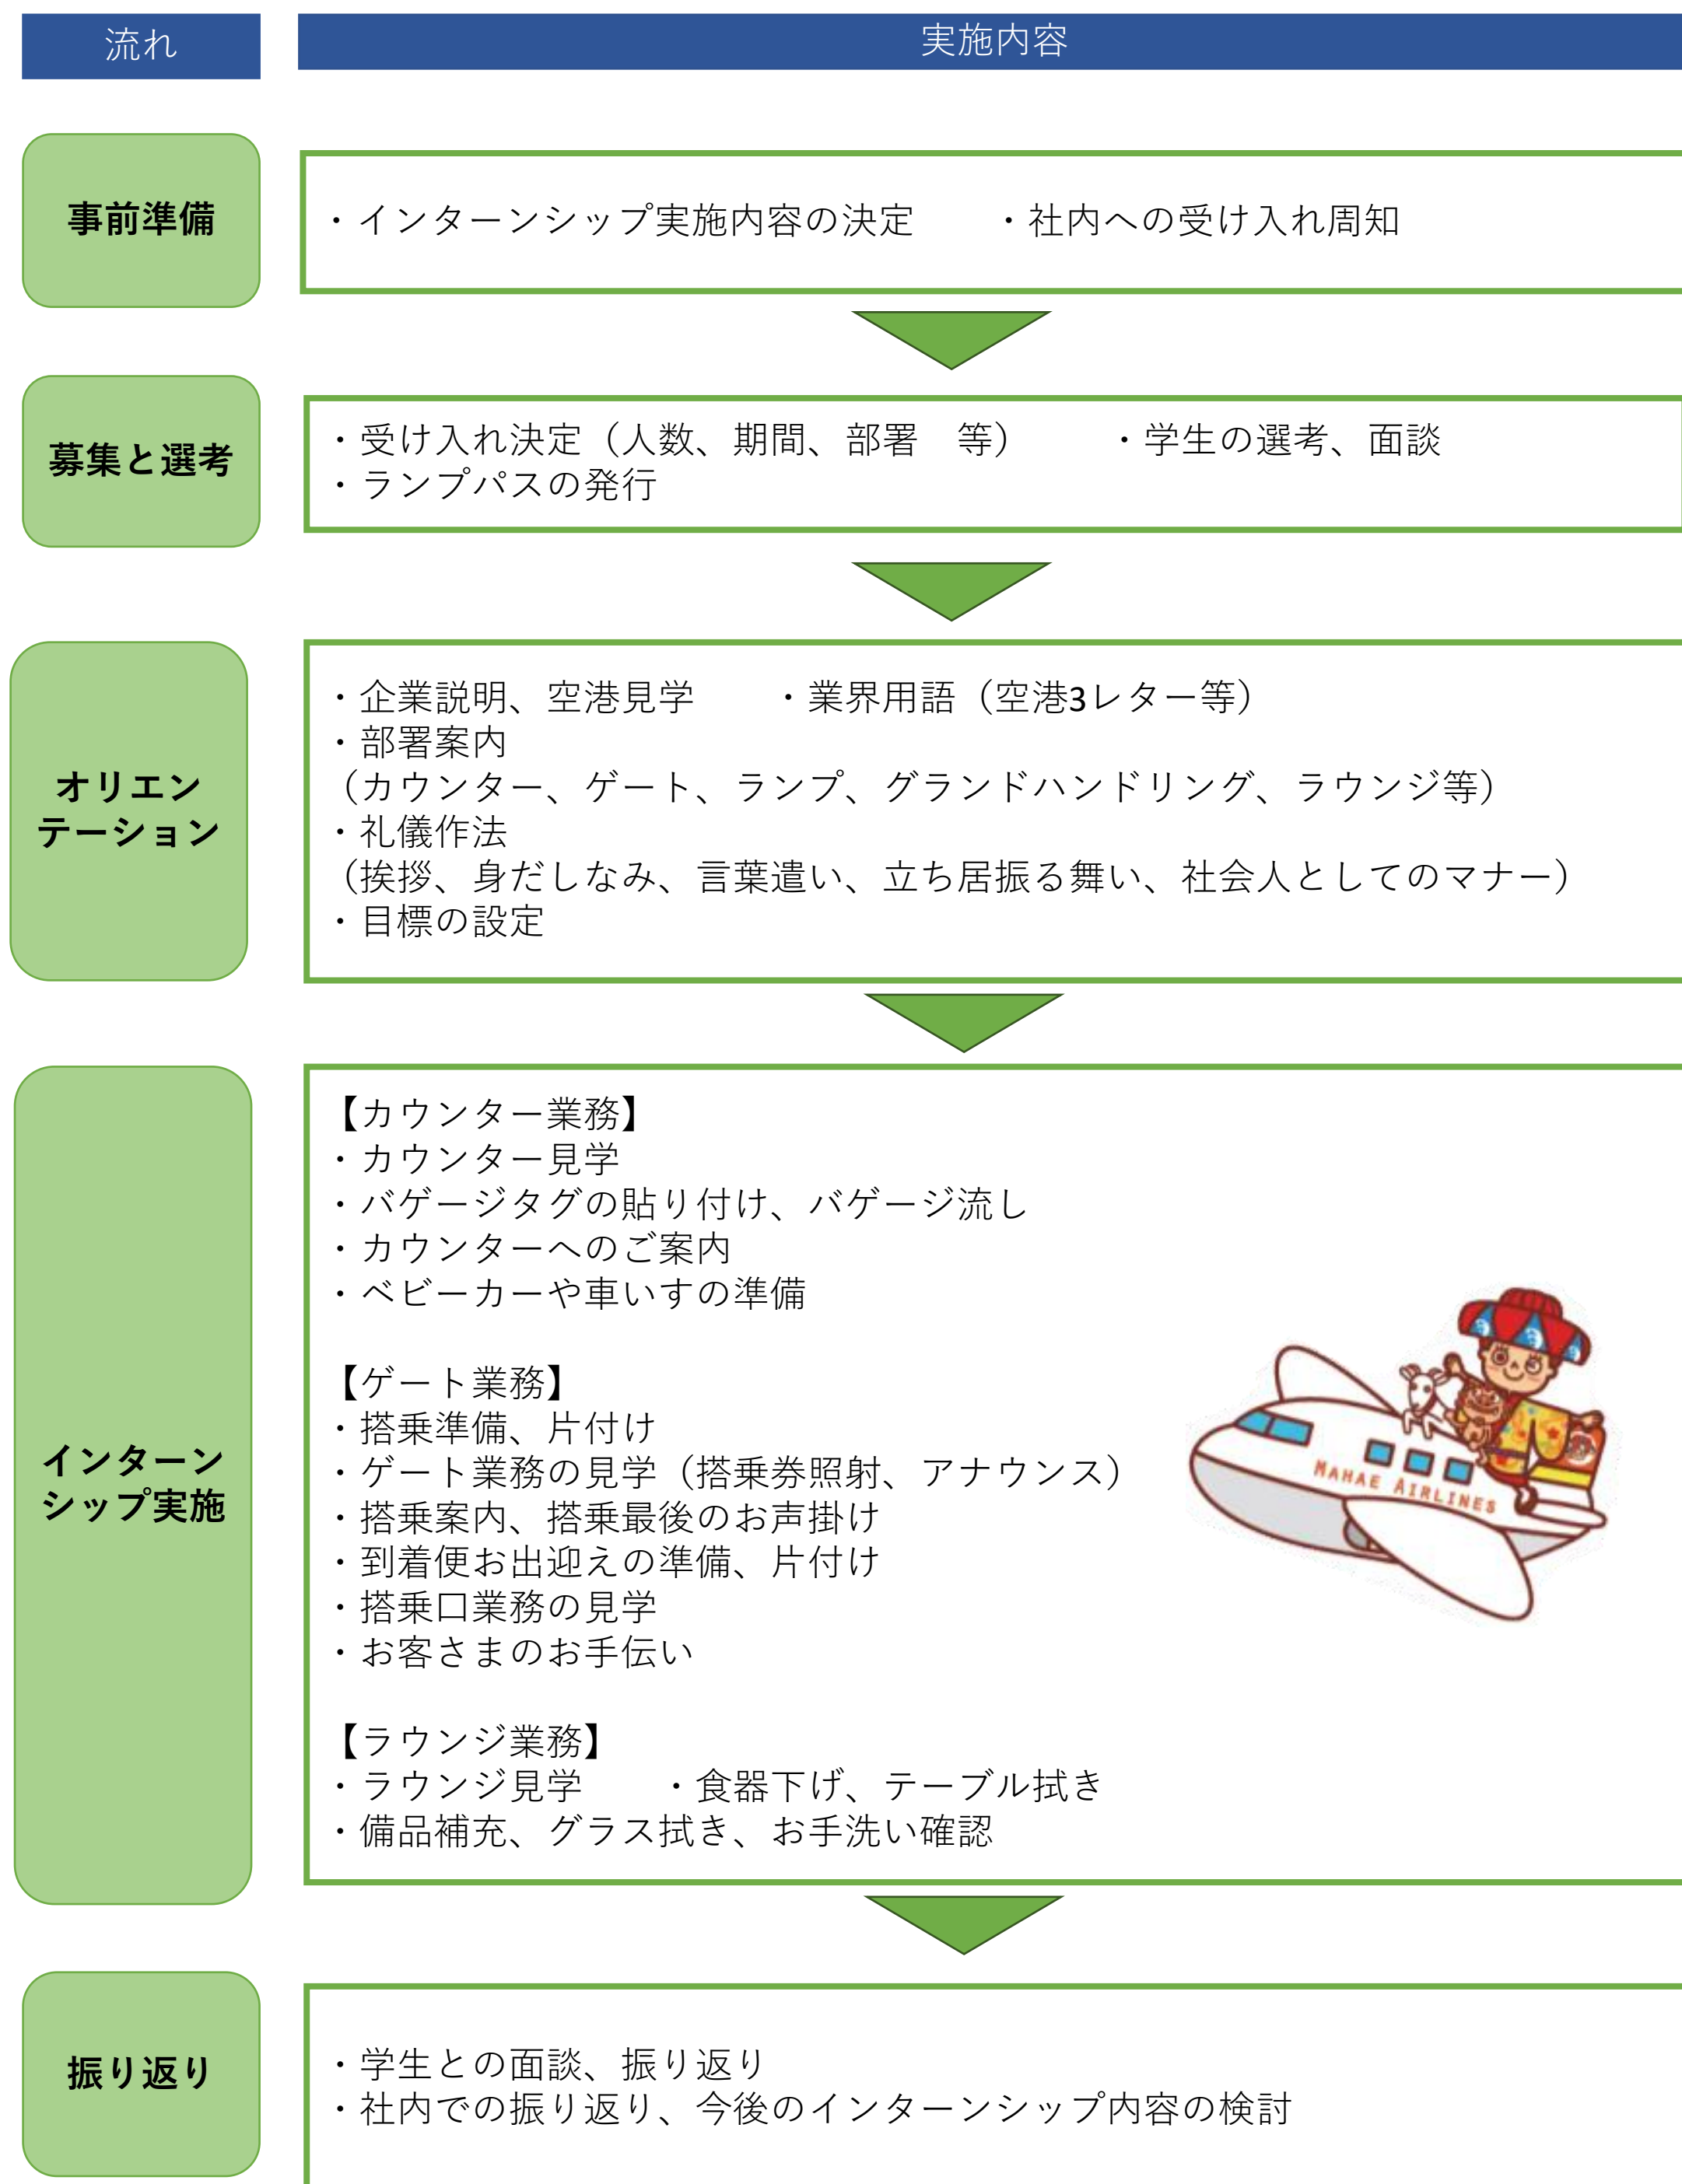 流れ
実施内容
事前準備
・インターンシップ実施内容の決定　　・社内への受け入れ周知
募集と選考
・受け入れ決定（人数、期間、部署　等）　　・学生の選考、面談
・ランプパスの発行
オリエン
テーション
・企業説明、空港見学　　・業界用語（空港3レター等）
・部署案内
（カウンター、ゲート、ランプ、グランドハンドリング、ラウンジ等）
・礼儀作法
（挨拶、身だしなみ、言葉遣い、立ち居振る舞い、社会人としてのマナー）
・目標の設定
インターン
シップ実施
【カウンター業務】
・カウンター見学
・バゲージタグの貼り付け、バゲージ流し
・カウンターへのご案内
・ベビーカーや車いすの準備
【ゲート業務】
・搭乗準備、片付け
・ゲート業務の見学（搭乗券照射、アナウンス）
・搭乗案内、搭乗最後のお声掛け
・到着便お出迎えの準備、片付け
・搭乗口業務の見学
・お客さまのお手伝い
MAHAE AIRLINES
【ラウンジ業務】
・ラウンジ見学　　・食器下げ、テーブル拭き
・備品補充、グラス拭き、お手洗い確認
振り返り
・学生との面談、振り返り
・社内での振り返り、今後のインターンシップ内容の検討